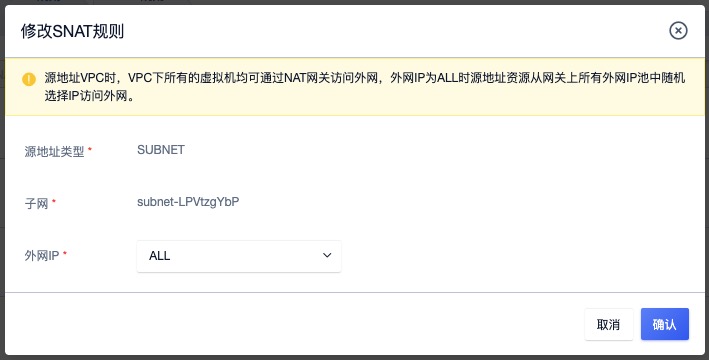 修改SNAT规则
源地址VPC时，VPC下所有的虚拟机均可通过NAT网关访问外网，外网IP为ALL时源地址资源从网关上所有外网IP池中随机
选择IP访问外网。
源地址类型 * SUBNET
子网 * subnet-LPVtzgYbP
外网IP * ALL
取消 确认